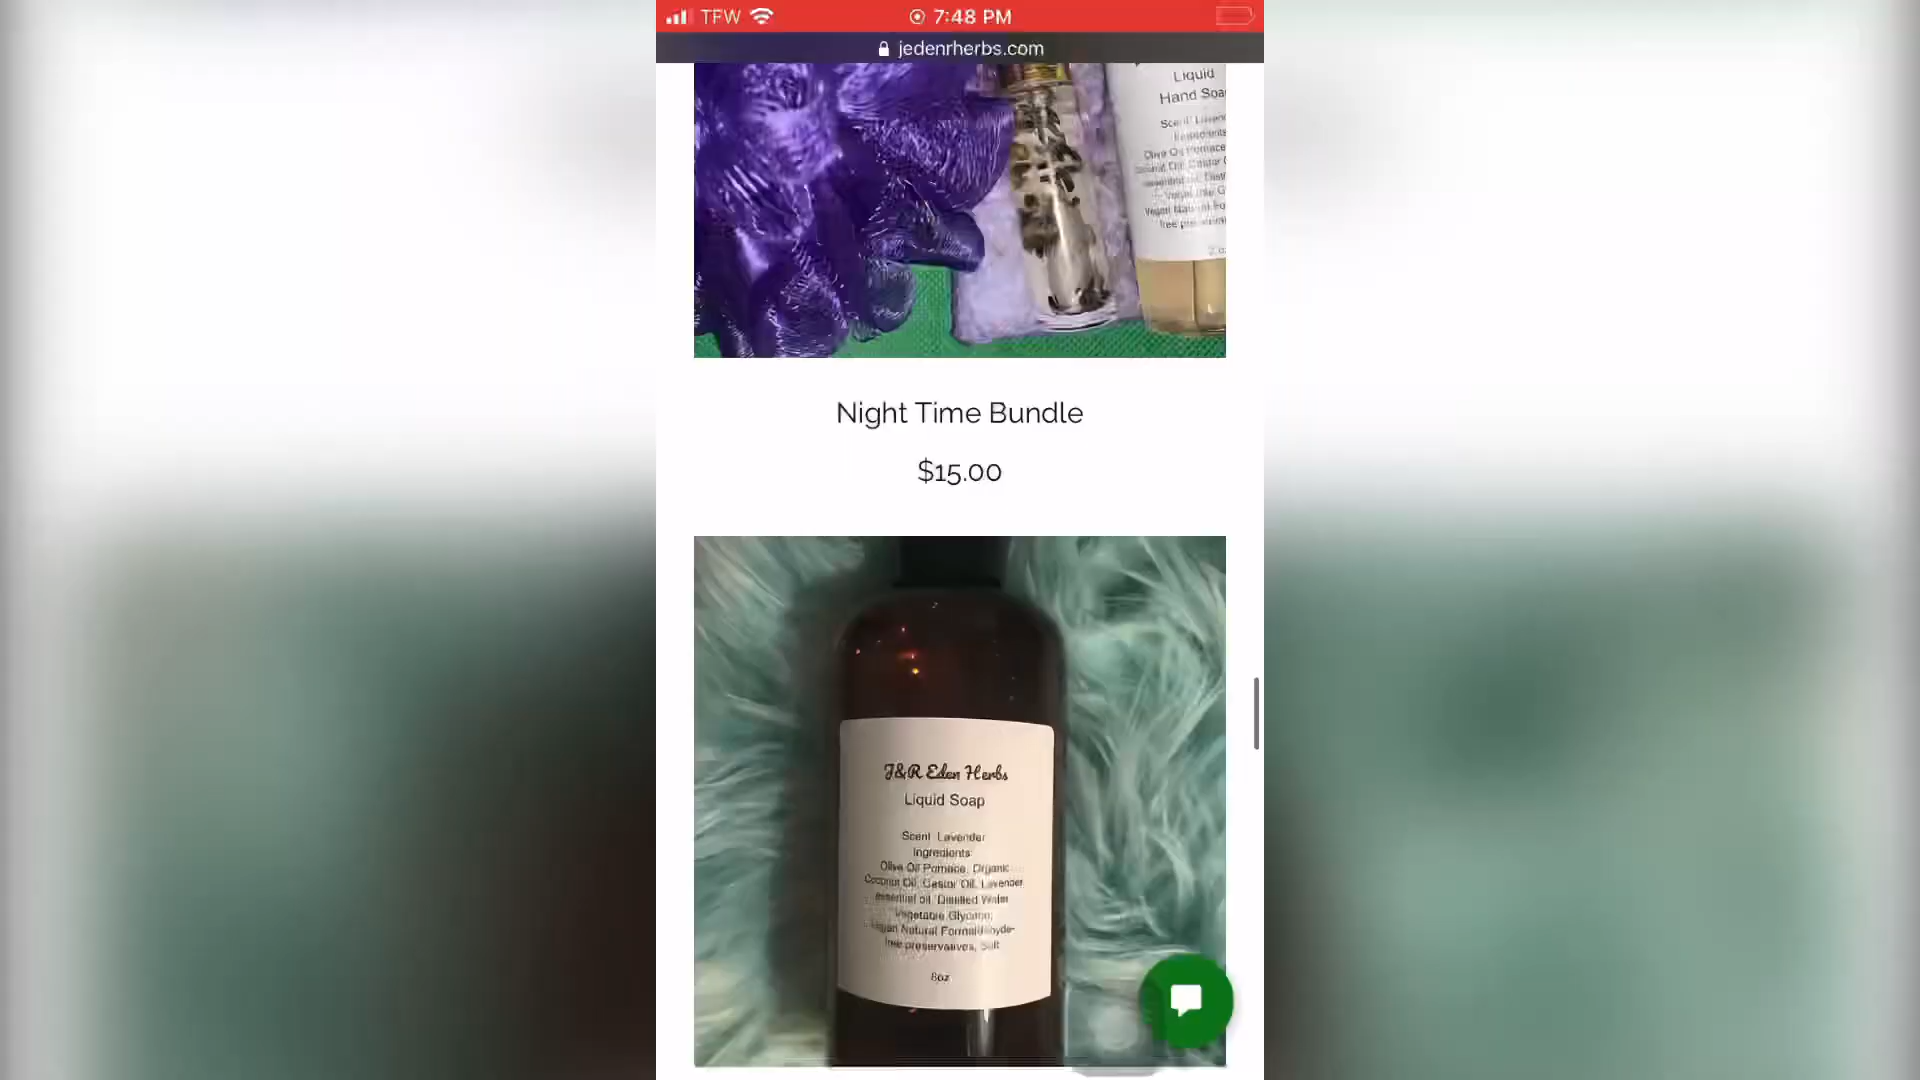 TFW
7:48 PM
jedenrherbs.com
Liquid
Hand Soap
Night Time Bundle
$15.00
J&R Eden Herbs
Liquid Soap
Scent Lavender
Ingredients
Olive Oil Pomace, Organic
Coconut Oil, Castor Oil, Lavender
essential oil, Distilled Water
Vegetable Glycerin,
Vegan Natural Formaldehyde-
free preservatives, Salt
8oz